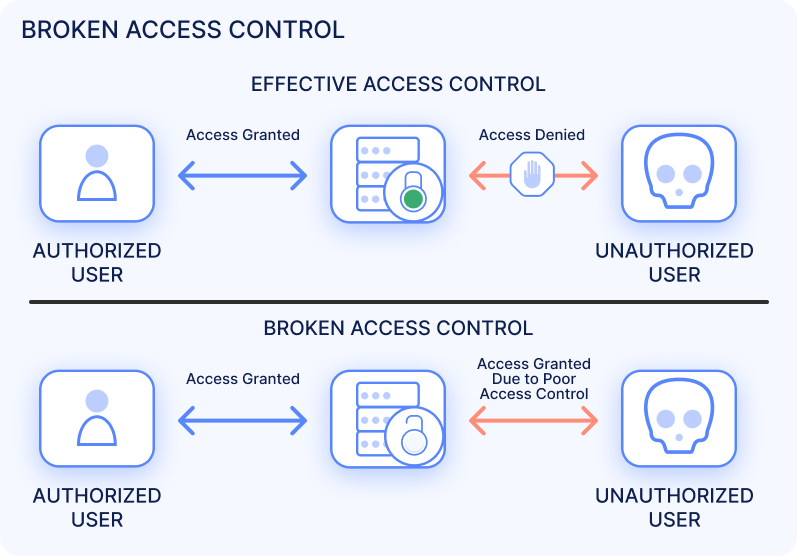 BROKEN ACCESS CONTROL
EFFECTIVE ACCESS CONTROL
Access Granted
Access Denied
AUTHORIZED
USER
UNAUTHORIZED
USER
BROKEN ACCESS CONTROL
Access Granted
Access Granted
Due to Poor
Access Control
AUTHORIZED
USER
UNAUTHORIZED
USER